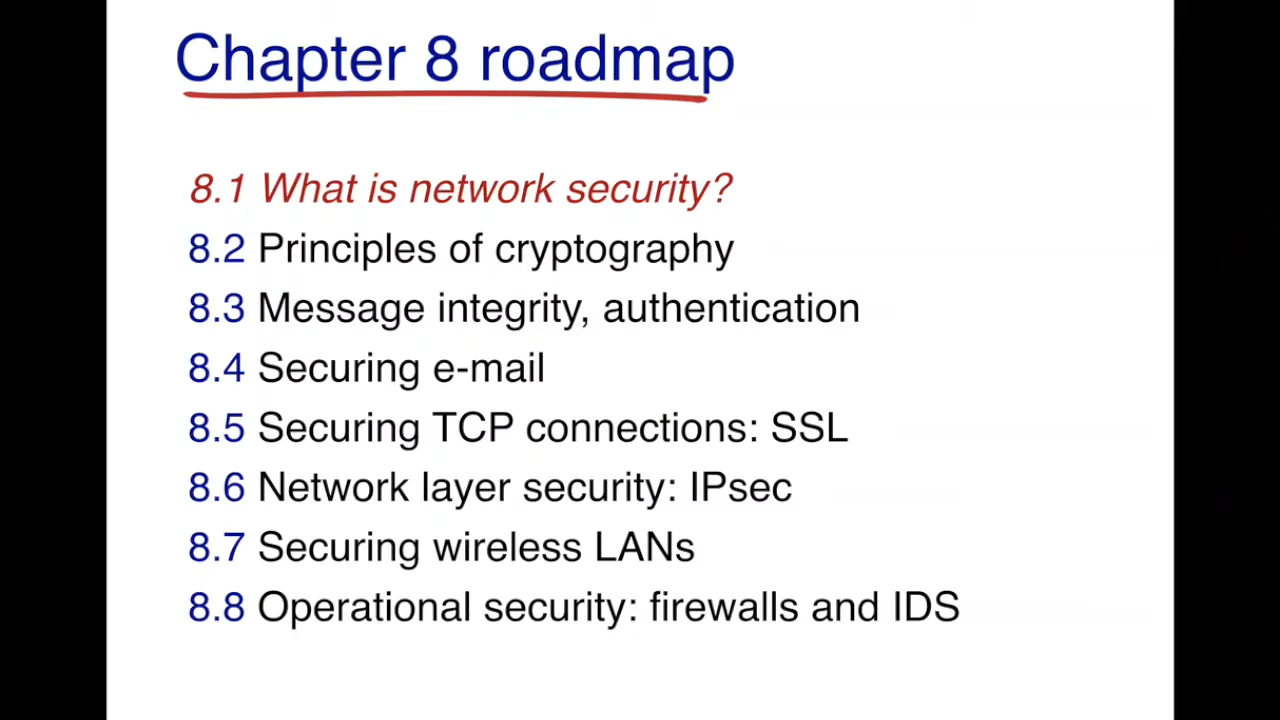 Chapter 8 roadmap
8.1 What is network security?
8.2 Principles of cryptography
8.3 Message integrity, authentication
8.4 Securing e-mail
8.5 Securing TCP connections: SSL
8.6 Network layer security: IPsec
8.7 Securing wireless LANs
8.8 Operational security: firewalls and IDS